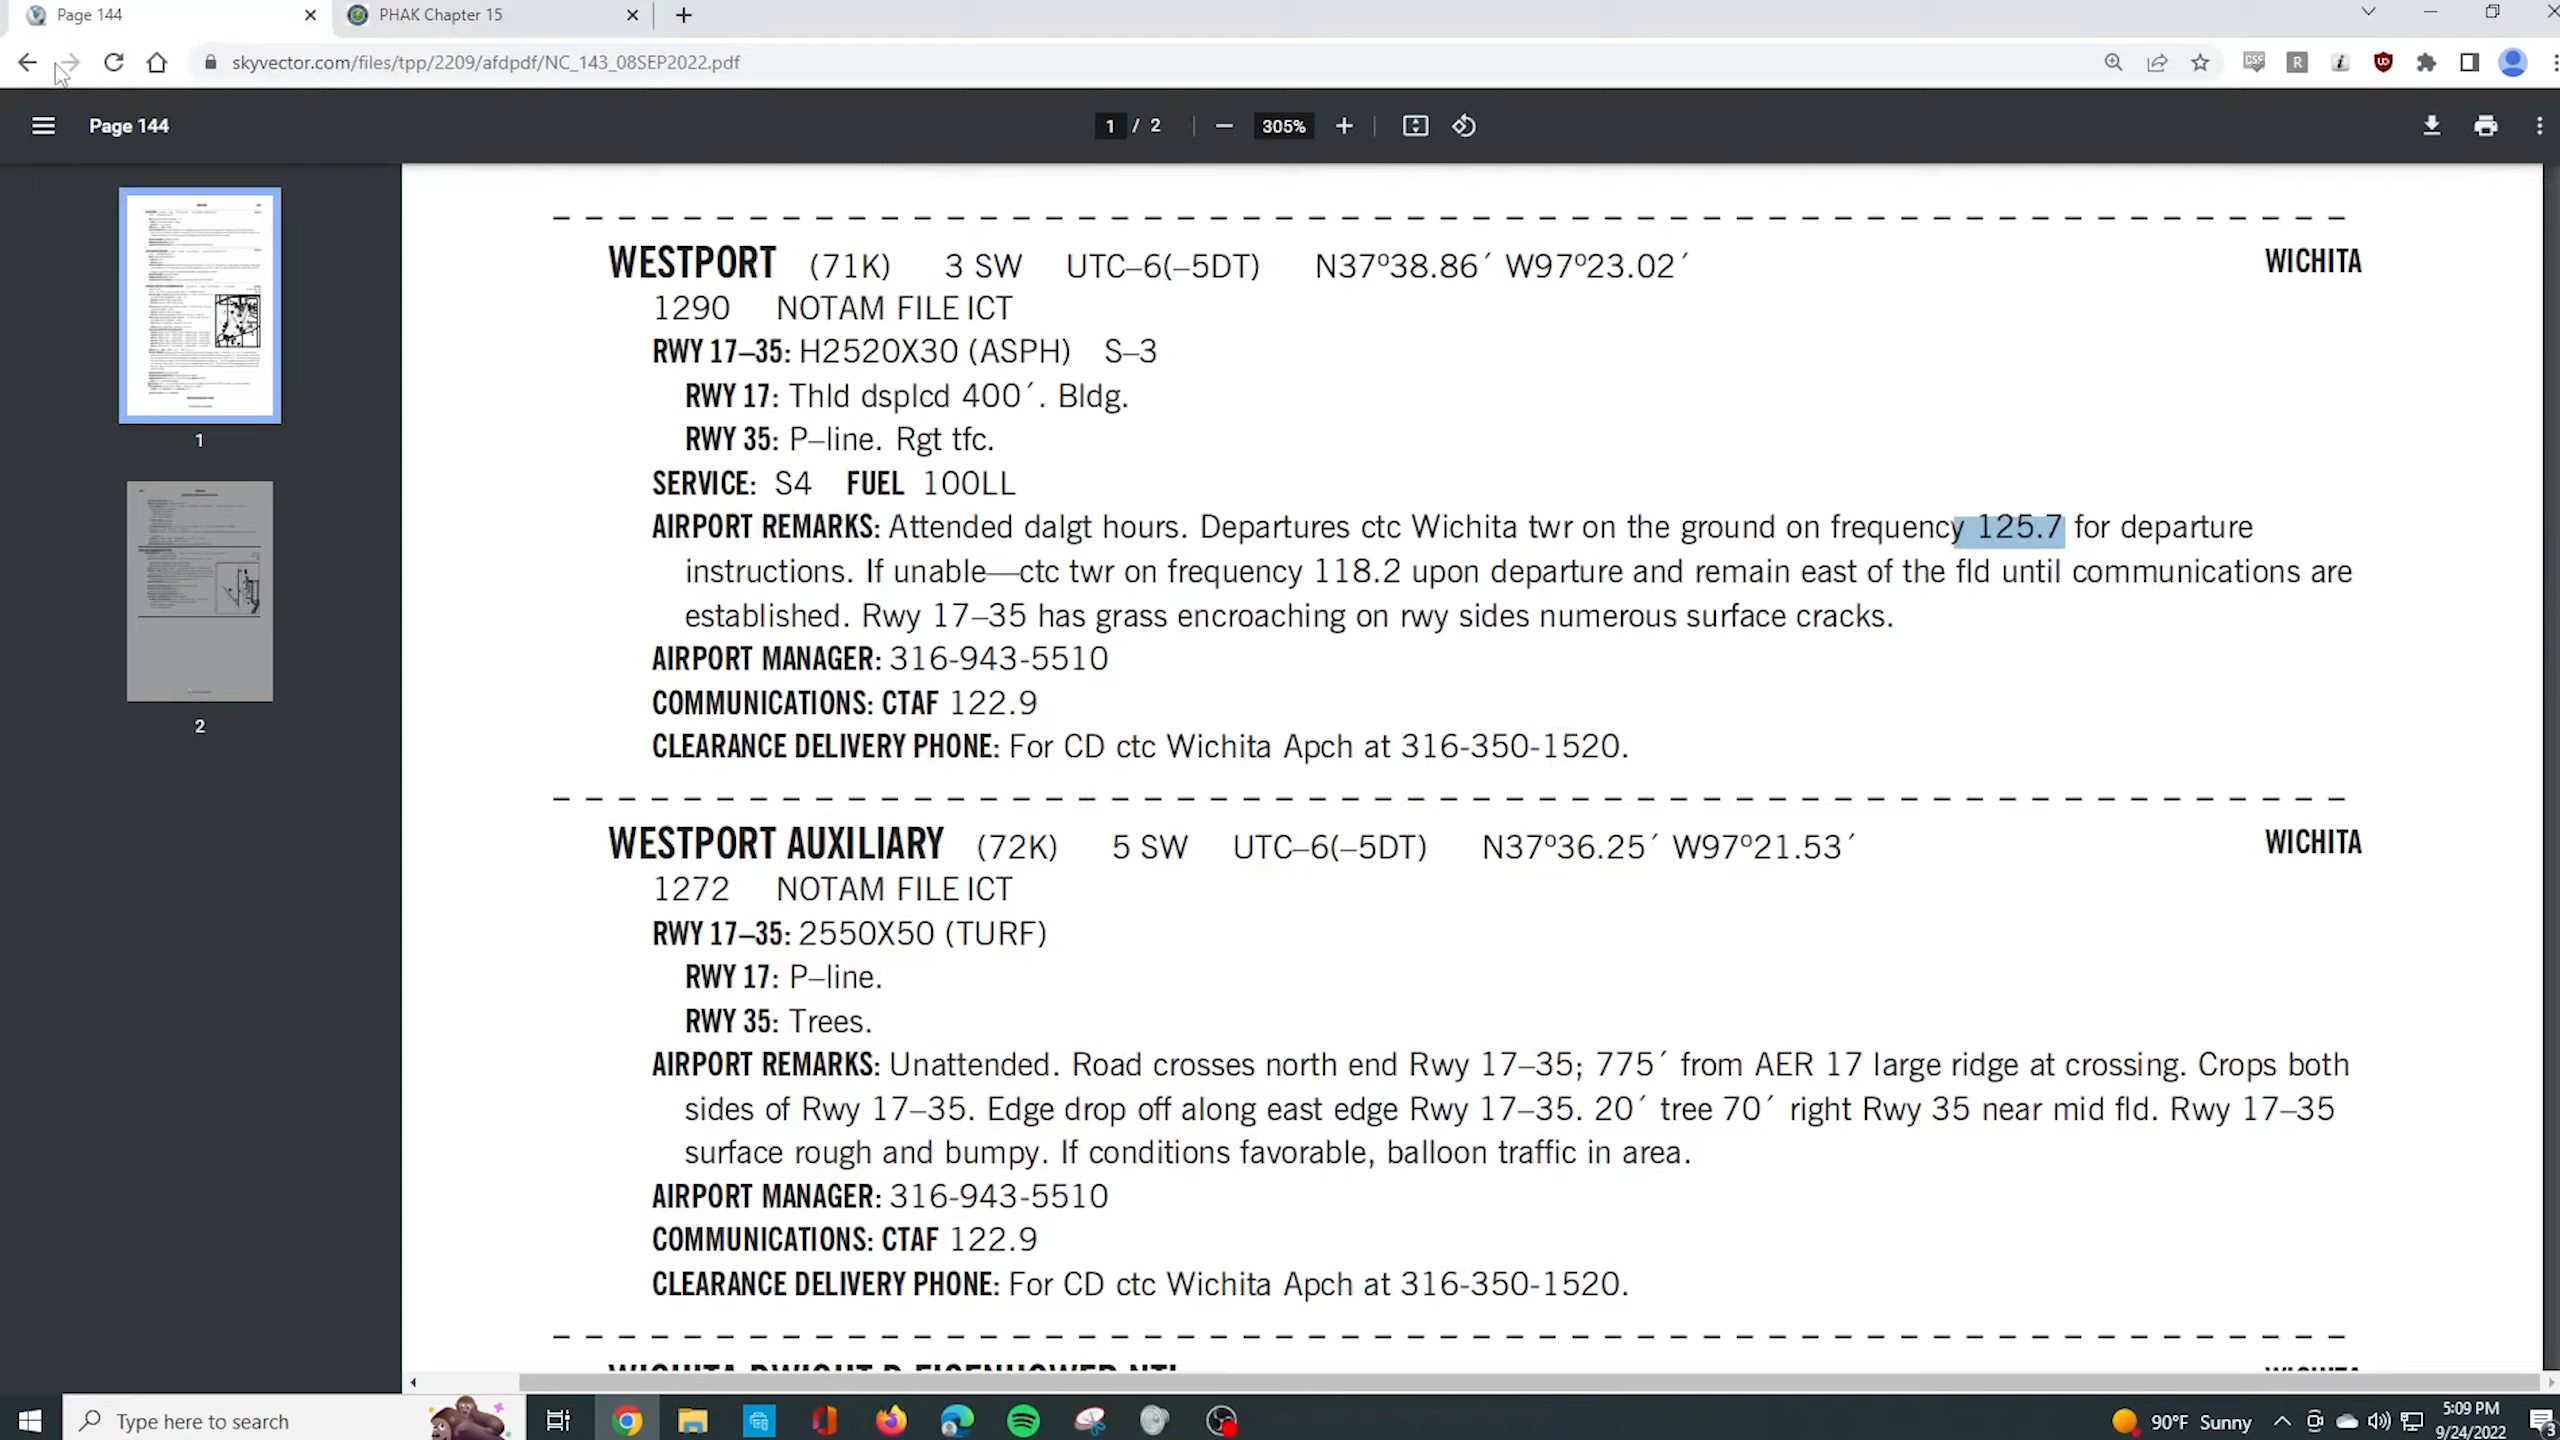 Page 144
PHAK Chapter 15
skyvector.com/files/tpp/2209/afdpdf/NC_143_08SEP2022.pdf
Page 144
1 / 2
305%
1
2
WESTPORT (71K) 3 SW UTC–6(–5DT) N37º38.86´ W97º23.02´ WICHITA
1290 NOTAM FILE ICT
RWY 17–35: H2520X30 (ASPH) S–3
RWY 17: Thld dsplcd 400´. Bldg.
RWY 35: P–line. Rgt tfc.
SERVICE: S4 FUEL 100LL
AIRPORT REMARKS: Attended dalgt hours. Departures ctc Wichita twr on the ground on frequency 125.7 for departure
instructions. If unable—ctc twr on frequency 118.2 upon departure and remain east of the fld until communications are
established. Rwy 17–35 has grass encroaching on rwy sides numerous surface cracks.
AIRPORT MANAGER: 316-943-5510
COMMUNICATIONS: CTAF 122.9
CLEARANCE DELIVERY PHONE: For CD ctc Wichita Apch at 316-350-1520.
WESTPORT AUXILIARY (72K) 5 SW UTC–6(–5DT) N37º36.25´ W97º21.53´ WICHITA
1272 NOTAM FILE ICT
RWY 17–35: 2550X50 (TURF)
RWY 17: P–line.
RWY 35: Trees.
AIRPORT REMARKS: Unattended. Road crosses north end Rwy 17–35; 775´ from AER 17 large ridge at crossing. Crops both
sides of Rwy 17–35. Edge drop off along east edge Rwy 17–35. 20´ tree 70´ right Rwy 35 near mid fld. Rwy 17–35
surface rough and bumpy. If conditions favorable, balloon traffic in area.
AIRPORT MANAGER: 316-943-5510
COMMUNICATIONS: CTAF 122.9
CLEARANCE DELIVERY PHONE: For CD ctc Wichita Apch at 316-350-1520.
WICHITA DWIGHT D EISENHOWER NTL WICHITA
Type here to search
90°F Sunny
5:09 PM
9/24/2022
3